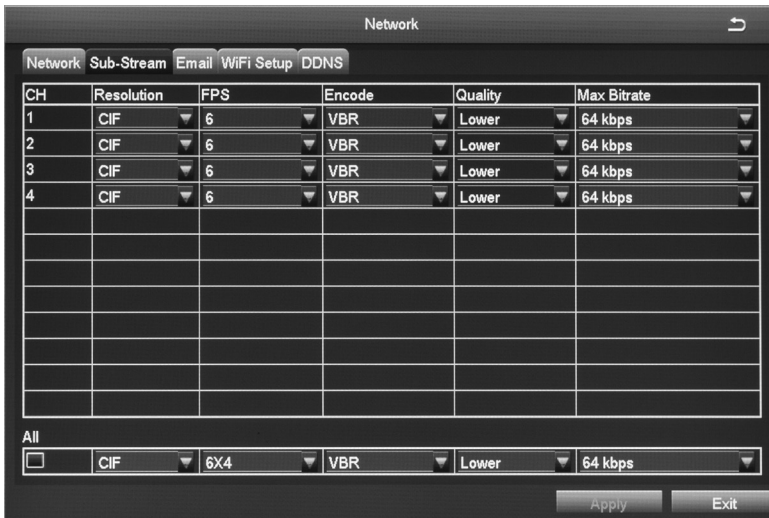 Network
Network Sub-Stream Email WiFi Setup DDNS
CH Resolution FPS Encode Quality Max Bitrate
1 CIF 6 VBR Lower 64 kbps
2 CIF 6 VBR Lower 64 kbps
3 CIF 6 VBR Lower 64 kbps
4 CIF 6 VBR Lower 64 kbps
All
CIF 6X4 VBR Lower 64 kbps
Apply Exit